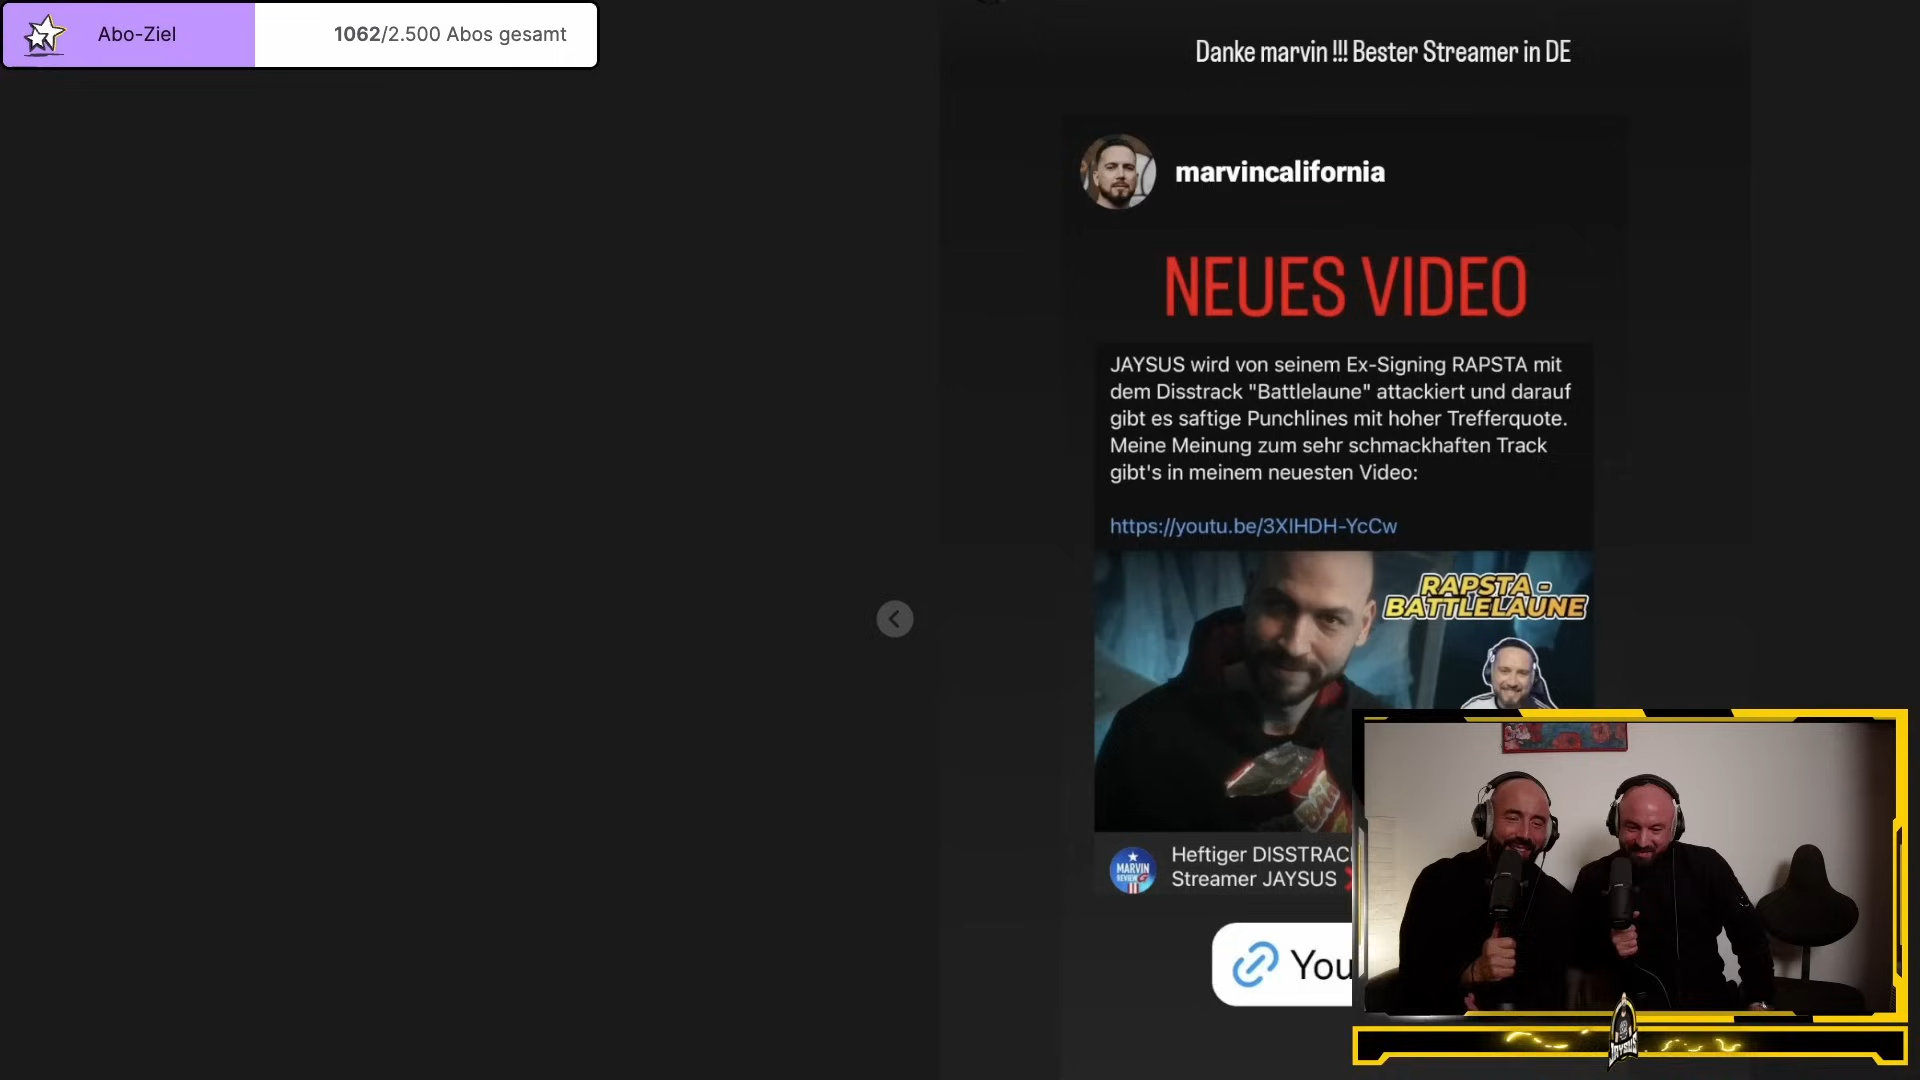 Abo-Ziel
1062/2.500 Abos gesamt
Danke marvin !!! Bester Streamer in DE
marvincalifornia
NEUES VIDEO
JAYSUS wird von seinem Ex-Signing RAPSTA mit
dem Disstrack "Battlelaune" attackiert und darauf
gibt es saftige Punchlines mit hoher Trefferquote.
Meine Meinung zum sehr schmackhaften Track
gibt's in meinem neuesten Video:
https://youtu.be/3XIHDH-YcCw
RAPSTA -
BATTLELAUNE
MARVIN
REVIEW
Heftiger DISSTRAC
Streamer JAYSUS
You
JAYSUS